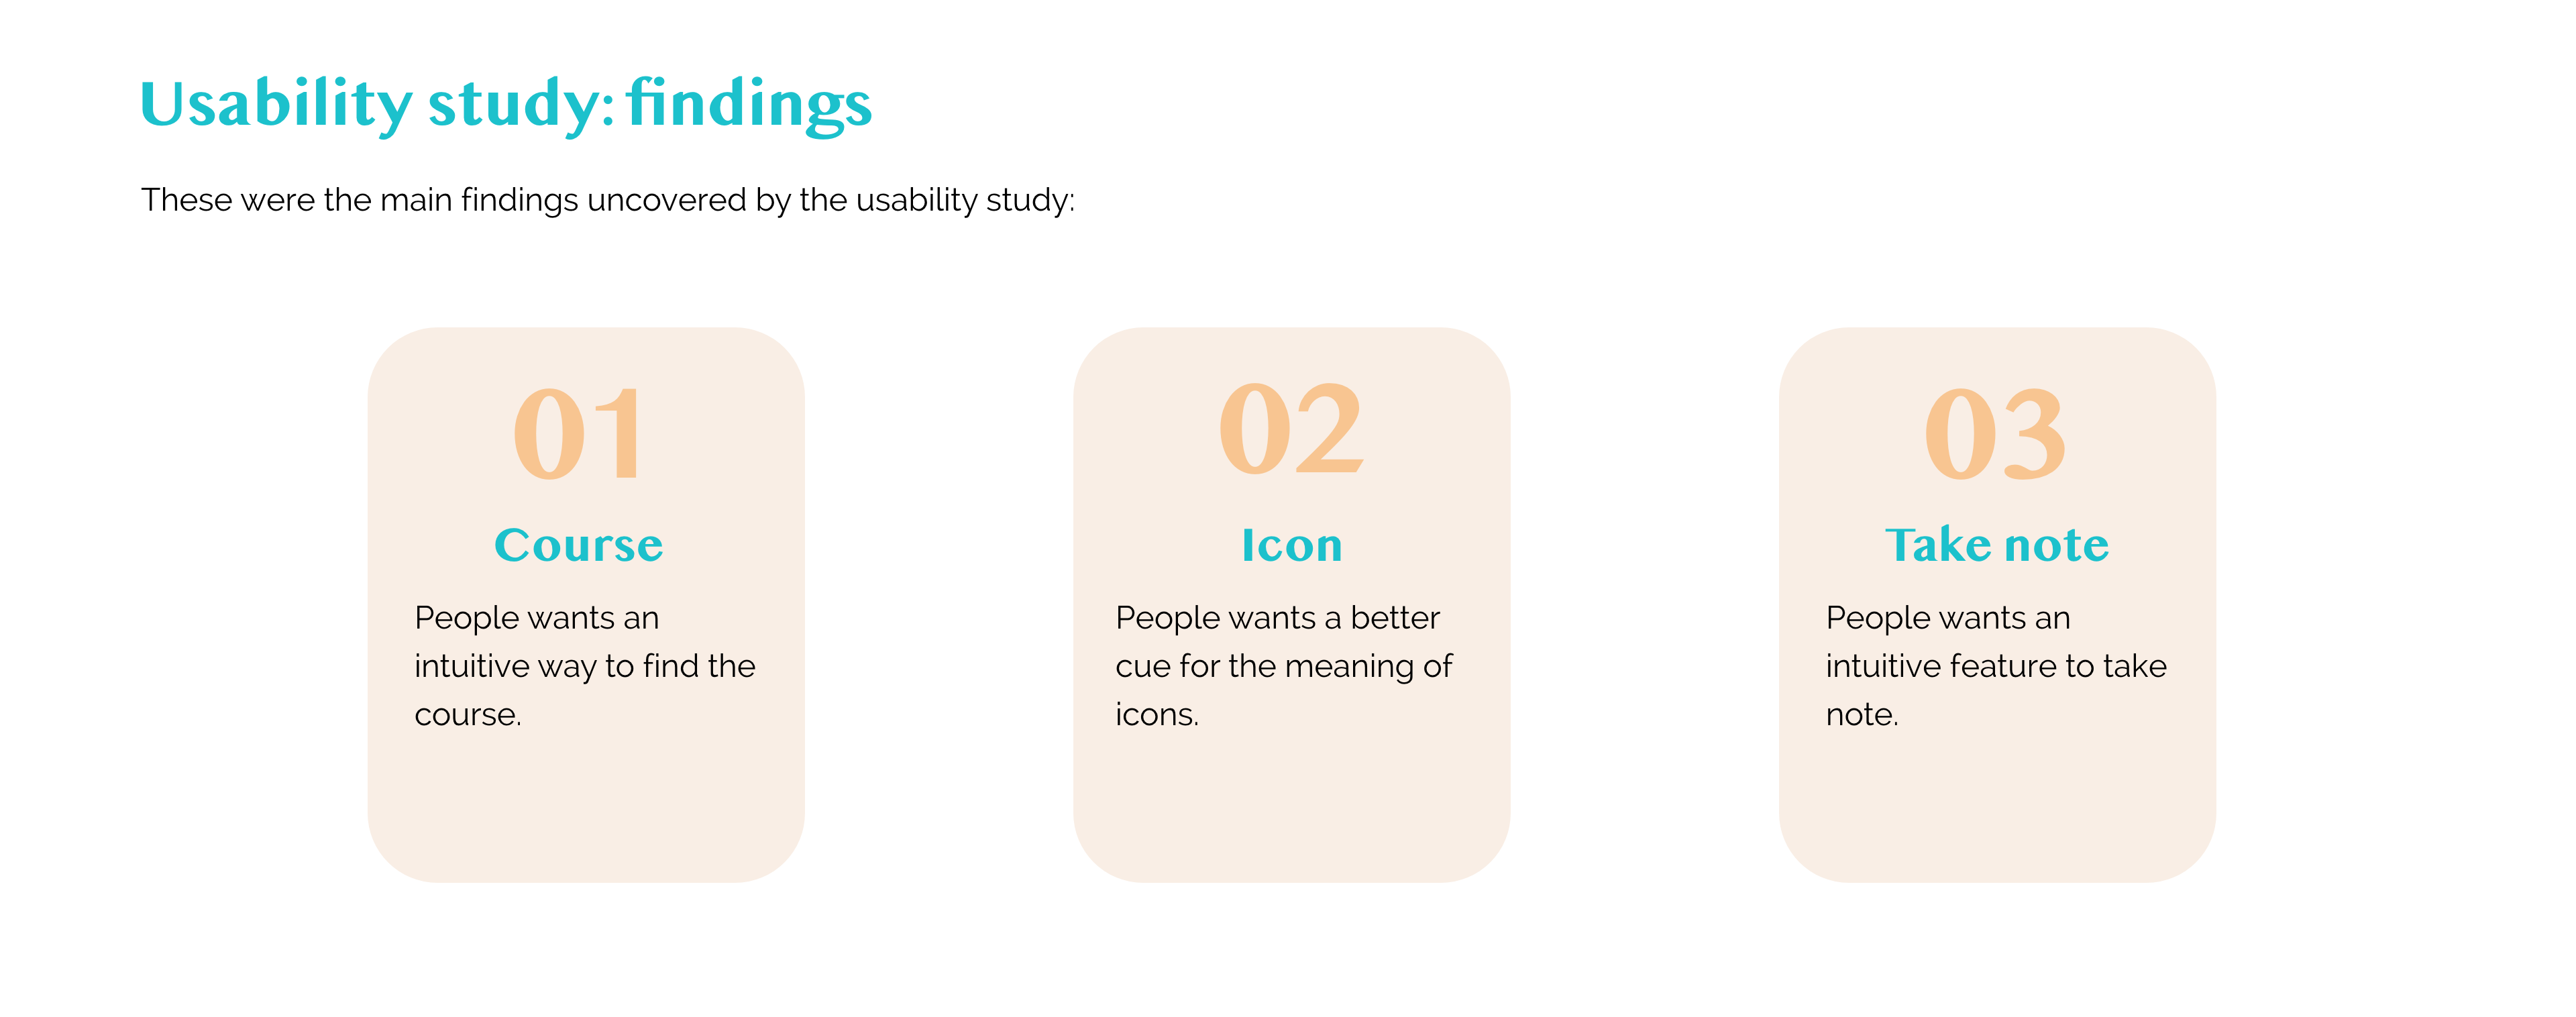 Usability study: findings
These were the main findings uncovered by the usability study:
01
Course
People wants an
intuitive way to find the
course.
02
Icon
People wants a better
cue for the meaning of
icons.
03
Take note
People wants an
intuitive feature to take
note.